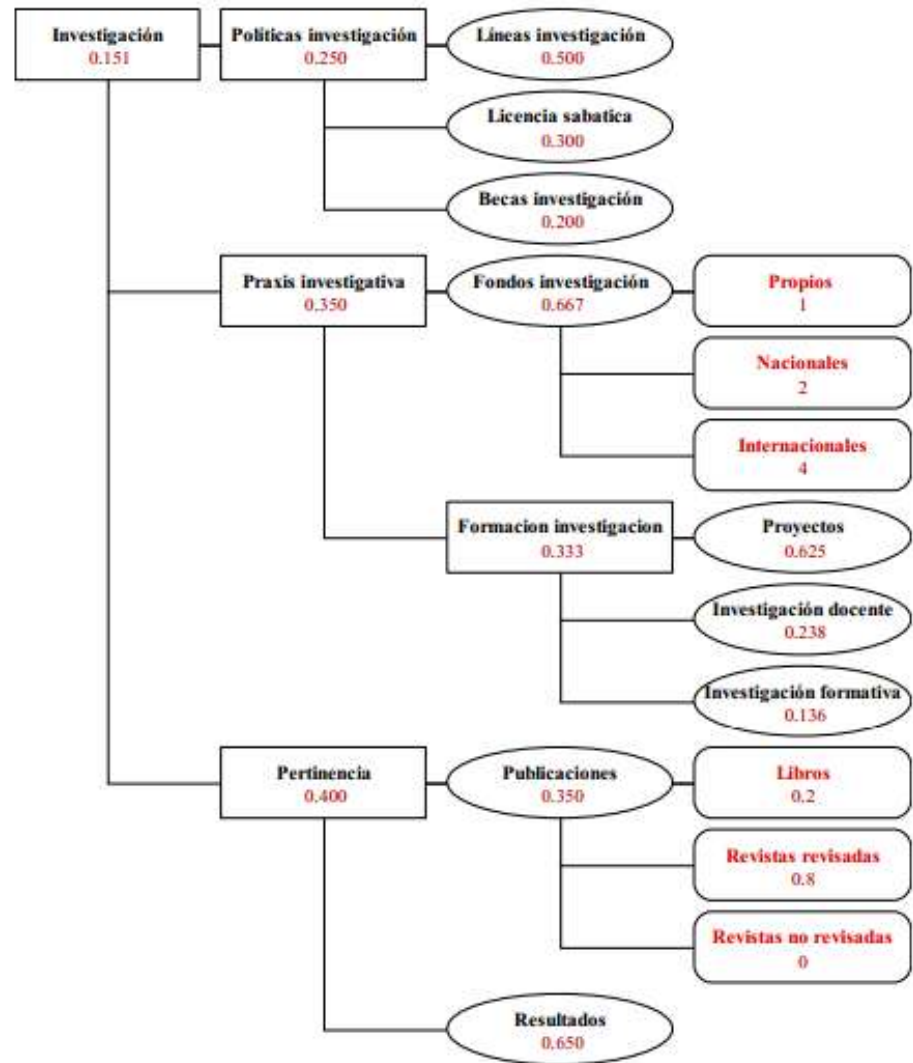 Investigación
0.151
Políticas investigación
0.250
Líneas investigación
0.500
Licencia sabatica
0.300
Becas investigación
0.200
Praxis investigativa
0.350
Fondos investigación
0.667
Propios
1
Nacionales
2
Internacionales
4
Formacion investigacion
0.333
Proyectos
0.625
Investigación docente
0.238
Investigación formativa
0.136
Pertinencia
0.400
Publicaciones
0.350
Libros
0.2
Revistas revisadas
0.8
Revistas no revisadas
0
Resultados
0.650